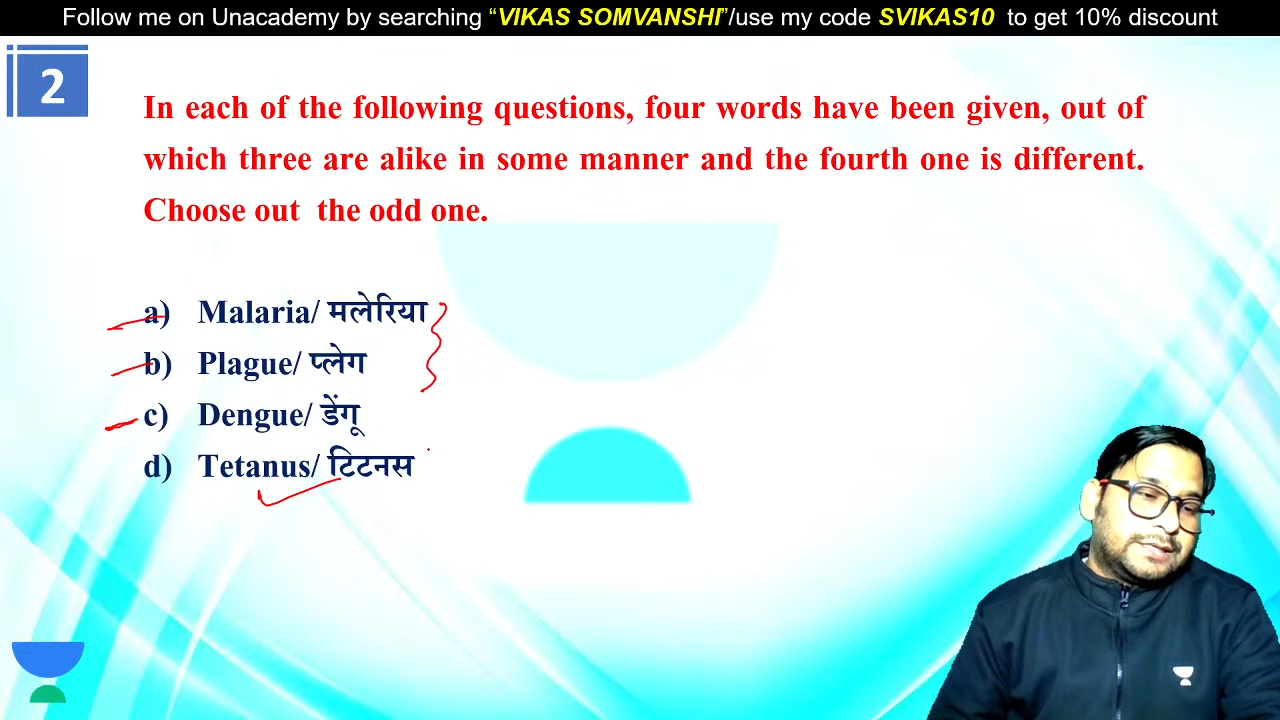 Follow me on Unacademy by searching “VIKAS SOMVANSHI”/use my code SVIKAS10 to get 10% discount
2
In each of the following questions, four words have been given, out of
which three are alike in some manner and the fourth one is different.
Choose out the odd one.
a) Malaria/ मलेरिया
b) Plague/ प्लेग
c) Dengue/ डेंगू
d) Tetanus/ टिटनस